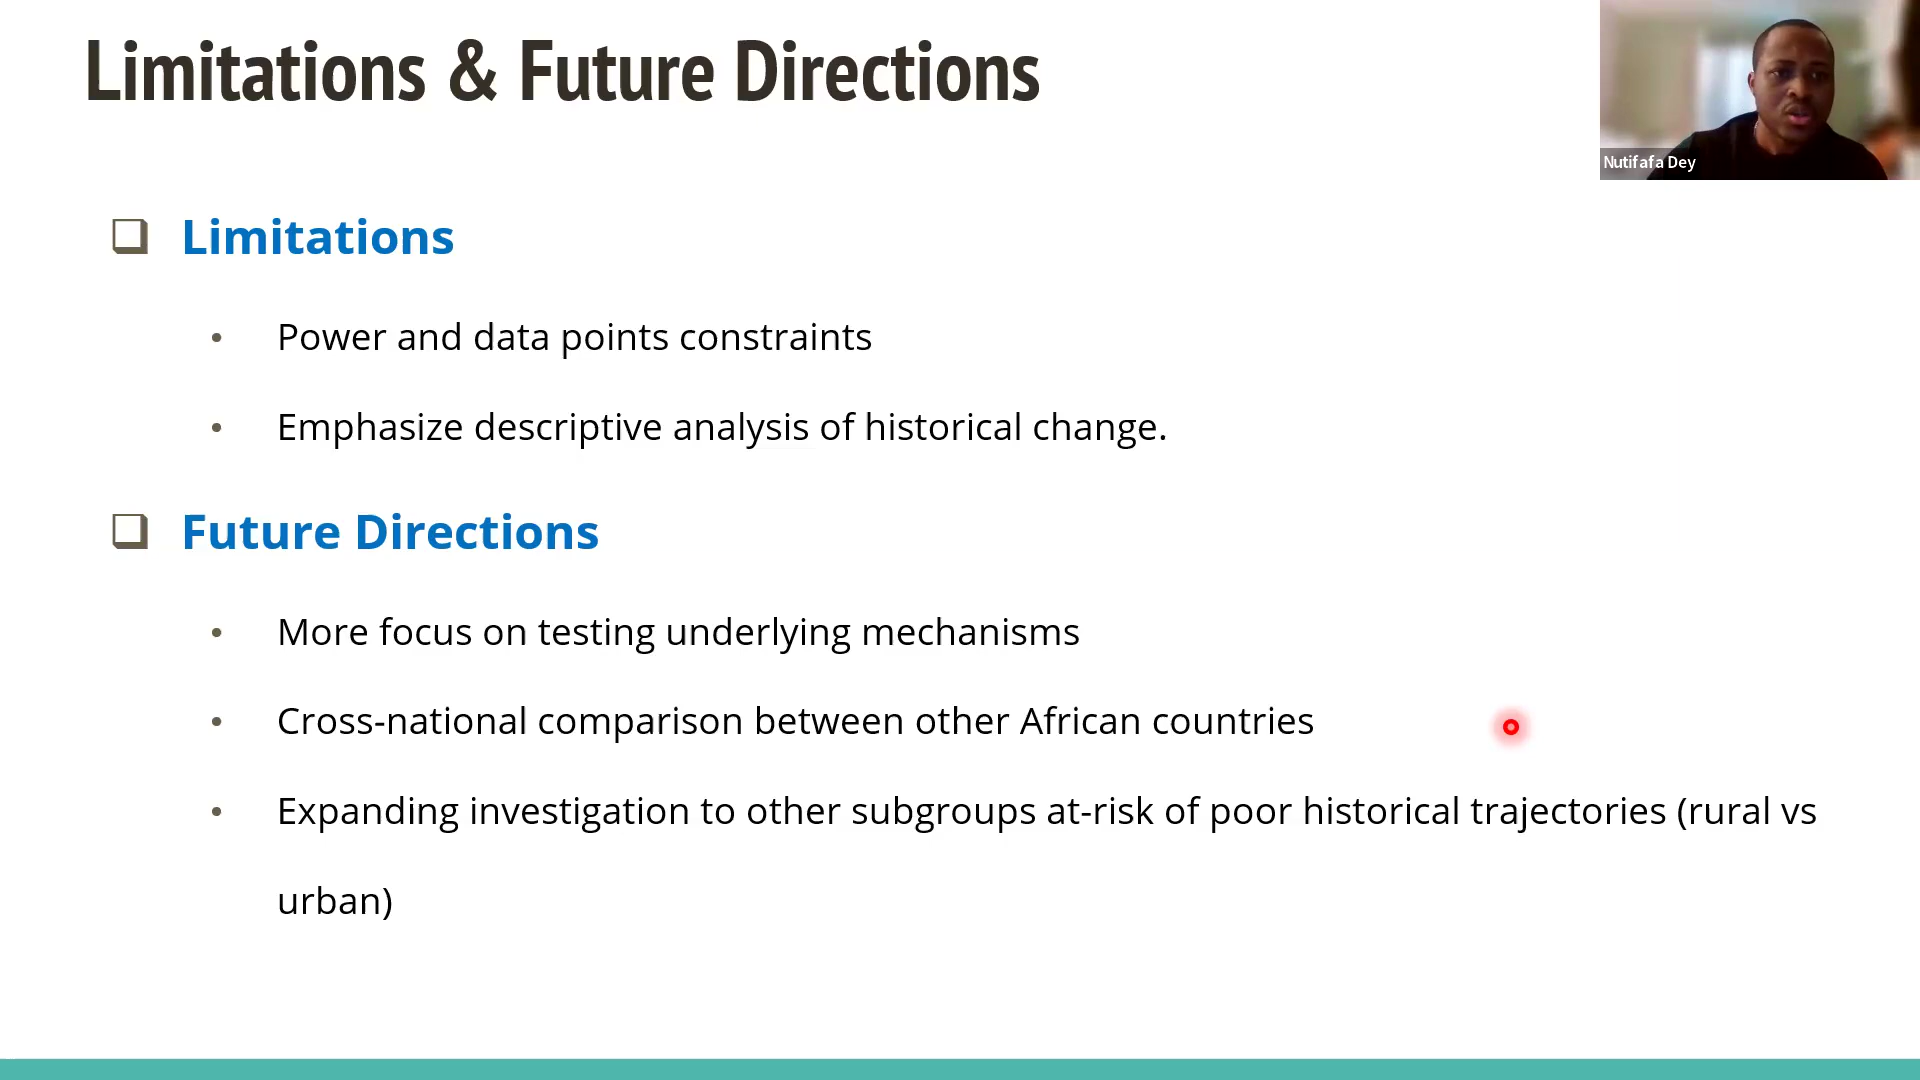 Limitations & Future Directions
Nutifafa Dey
Limitations
Power and data points constraints
Emphasize descriptive analysis of historical change.
Future Directions
More focus on testing underlying mechanisms
Cross-national comparison between other African countries
Expanding investigation to other subgroups at-risk of poor historical trajectories (rural vs
urban)